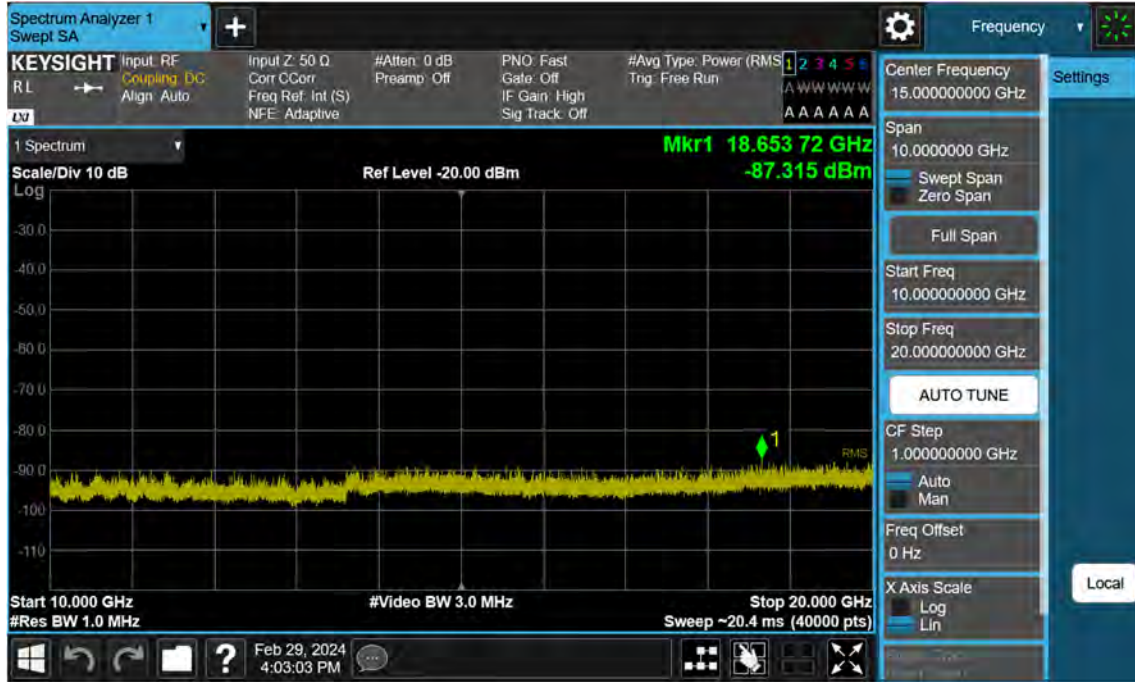 Spectrum Analyzer 1
Swept SA
Frequency
KEYSIGHT
R L
LXI
Input: RF
Coupling: DC
Align: Auto
Input Z: 50 Ω
Corr CCorr
Freq Ref: Int (S)
NFE: Adaptive
#Atten: 0 dB
Preamp: Off
PNO: Fast
Gate: Off
IF Gain: High
Sig Track: Off
#Avg Type: Power (RMS
Trig: Free Run
1 2 3 4 5 6
A W W W W W
A A A A A A
1 Spectrum
Scale/Div 10 dB
Ref Level -20.00 dBm
Mkr1 18.653 72 GHz
-87.315 dBm
Log
-30.0
-40.0
-50.0
-60.0
-70.0
-80.0
-90.0
-100
-110
1
RMS
Start 10.000 GHz
#Video BW 3.0 MHz
Stop 20.000 GHz
#Res BW 1.0 MHz
Sweep ~20.4 ms (40000 pts)
Center Frequency
15.000000000 GHz
Settings
Span
10.0000000 GHz
Swept Span
Zero Span
Full Span
Start Freq
10.000000000 GHz
Stop Freq
20.000000000 GHz
AUTO TUNE
CF Step
1.000000000 GHz
Auto
Man
Freq Offset
0 Hz
X Axis Scale
Log
Lin
Local
?
Feb 29, 2024
4:03:03 PM